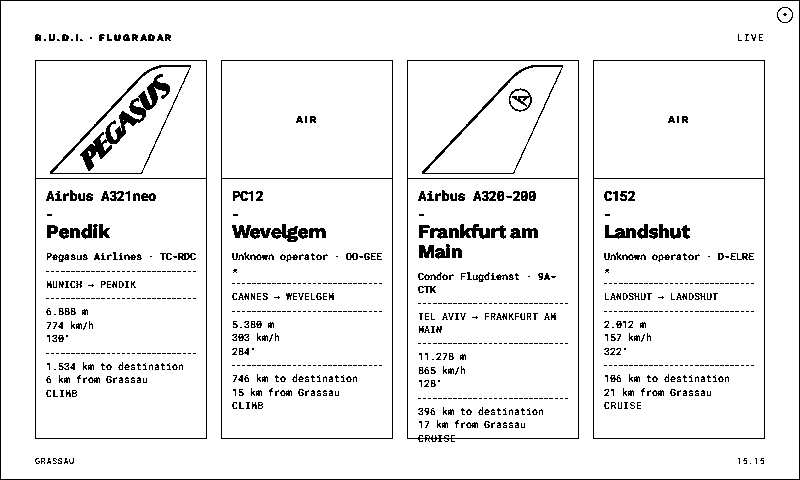 R.U.D.I. · FLUGRADAR
LIVE
PEGASUS
Airbus A321neo
-
Pendik
Pegasus Airlines · TC-RDC
MUNICH → PENDIK
6.888 m
774 km/h
130°
1.534 km to destination
6 km from Grassau
CLIMB
AIR
PC12
-
Wevelgem
Unknown operator · OO-GEE
*
CANNES → WEVELGEM
5.380 m
303 km/h
284°
746 km to destination
15 km from Grassau
CLIMB
Airbus A320-200
-
Frankfurt am
Main
Condor Flugdienst · 9A-
CTK
TEL AVIV → FRANKFURT AM
MAIN
11.278 m
865 km/h
128°
396 km to destination
17 km from Grassau
CRUISE
AIR
C152
-
Landshut
Unknown operator · D-ELRE
*
LANDSHUT → LANDSHUT
2.012 m
157 km/h
322°
106 km to destination
21 km from Grassau
CRUISE
GRASSAU
15.15